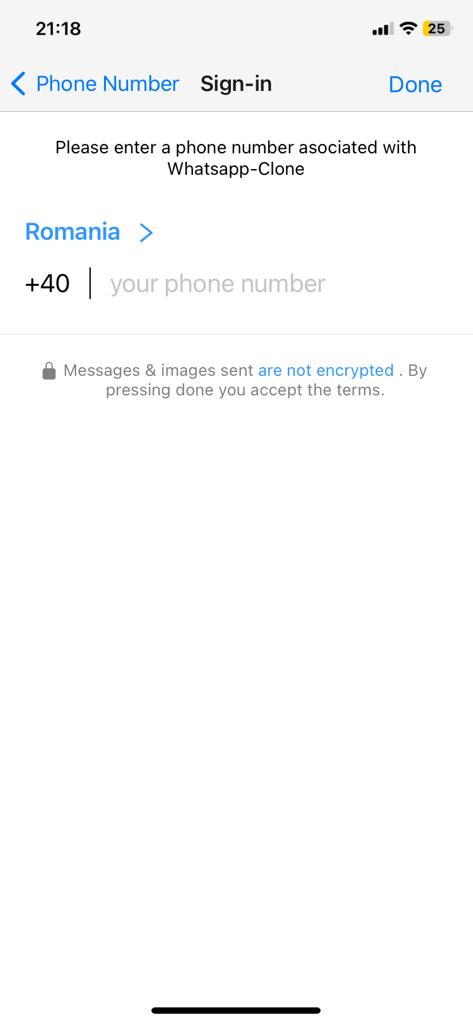 21:18
25
Phone Number
Sign-in
Done
Please enter a phone number asociated with
Whatsapp-Clone
Romania
+40
your phone number
Messages & images sent are not encrypted . By
pressing done you accept the terms.